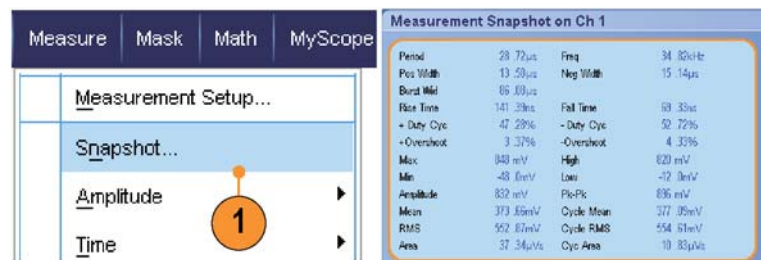 Measure Mask Math MyScope
Measurement Setup...
Snapshot...
1
Amplitude
Time
Measurement Snapshot on Ch 1
Period 28.72µs Freq 34.82kHz
Pos Width 13.58µs Neg Width 15.14µs
Burst Wid 86.08µs
Rise Time 141.39ns Fall Time 69.33ns
+ Duty Cyc 47.28% - Duty Cyc 52.72%
+Overshoot 3.37% -Overshoot 4.33%
Max 848 mV High 820 mV
Min -48.0mV Low -12.0mV
Amplitude 832 mV Pk-Pk 896 mV
Mean 373.66mV Cycle Mean 377.09mV
RMS 552.87mV Cycle RMS 554.61mV
Area 37.34µVs Cyc Area 10.83µVs